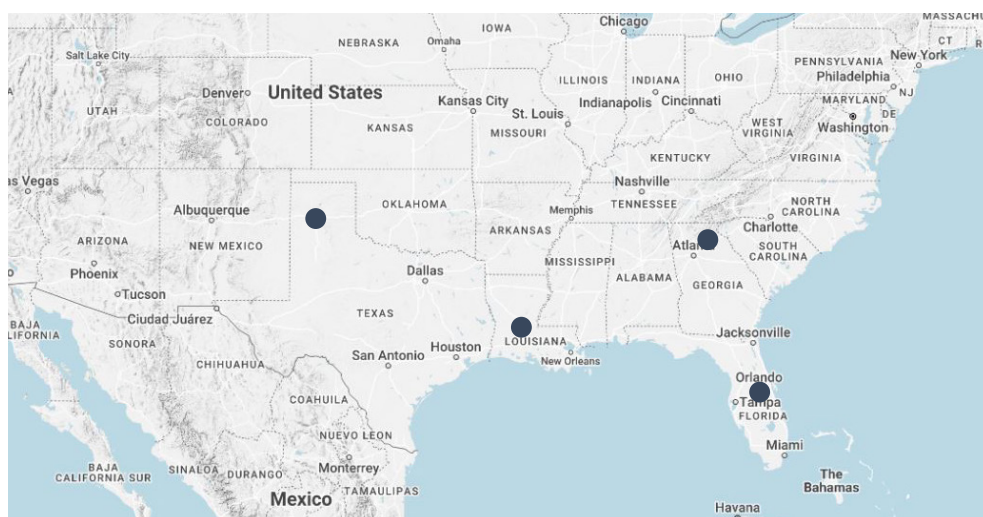 Chicago
MASSACHU
IOWA
NEBRASKA
Omaha
CT
R
Salt Lake City
New York
PENNSYLVANIA
ILLINOIS
INDIANA
OHIO
Philadelphia
Denver
United States
NJ
UTAH
Kansas City
Indianapolis
Cincinnati
MARYLAND
COLORADO
St. Louis
DE
KANSAS
MISSOURI
WEST
VIRGINIA
Washington
KENTUCKY
VIRGINIA
as Vegas
Nashville
TENNESSEE
Albuquerque
OKLAHOMA
Memphis
NORTH
CAROLINA
ARKANSAS
Charlotte
ARIZONA
NEW MEXICO
Atlan
SOUTH
CAROLINA
Phoenix
Dallas
MISSISSIPPI
ALABAMA
GEORGIA
Tucson
TEXAS
Ciudad Juárez
BAJA
CALIFORNIA
Jacksonville
SONORA
LOUISIANA
Houston
San Antonio
New Orleans
CHIHUAHUA
Orlando
COAHUILA
Tampa
FLORIDA
NUEVO LEON
Miami
BAJA
CALIFORNIA SUR
SINALOA
DURANGO
Monterrey
The
Bahamas
TAMAULIPAS
Mexico
Havana